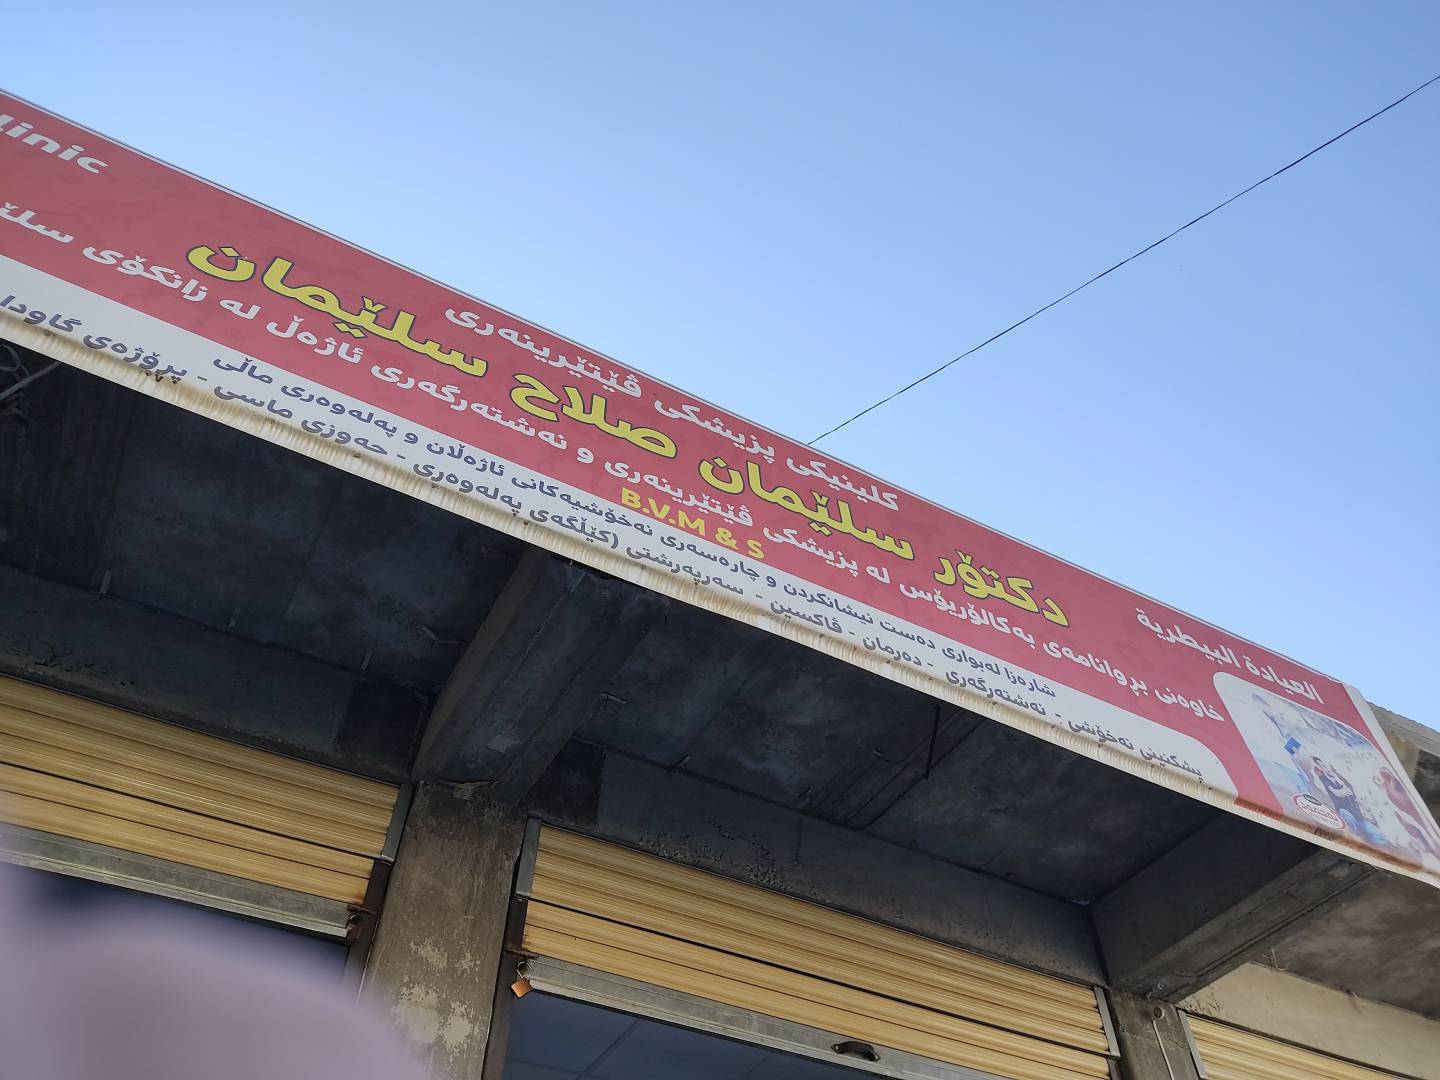 العيادة البيطرية
کلینیکی پزیشکی ڤێتێرینەری
linic
دکتۆر سلێمان صلاح سلێمان
خاوەنی بڕوانامەی بەکالۆریۆس لە پزیشکی ڤێتێرینەری و نەشتەرگەری ئاژەڵ لە زانکۆی
B.V.M & S
شارەزا لەبواری دەست نیشانکردن و چارەسەری نەخۆشیەکانی ئاژەڵان و پەلەوەری ماڵی
پشکنینی نەخۆشی - نەشتەرگەری - دەرمان - ڤاکسین - سەرپەرشتی (کێڵگەی پەلەوەری - حەوزی ماسی - پڕۆژەی گاودا